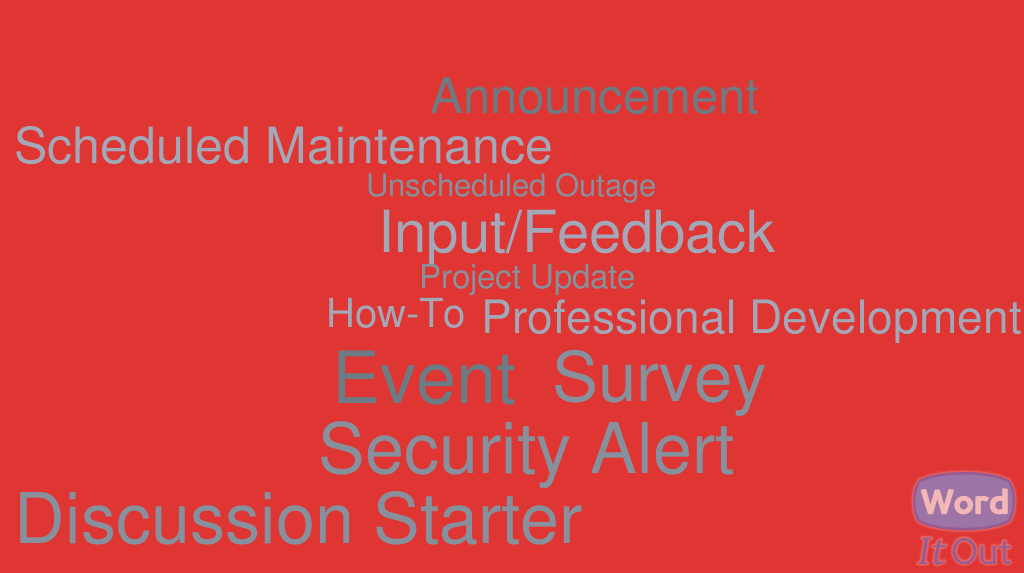 Announcement
Scheduled Maintenance
Unscheduled Outage
Input/Feedback
Project Update
How-To Professional Development
Event Survey
Security Alert
Discussion Starter
Word
It Out